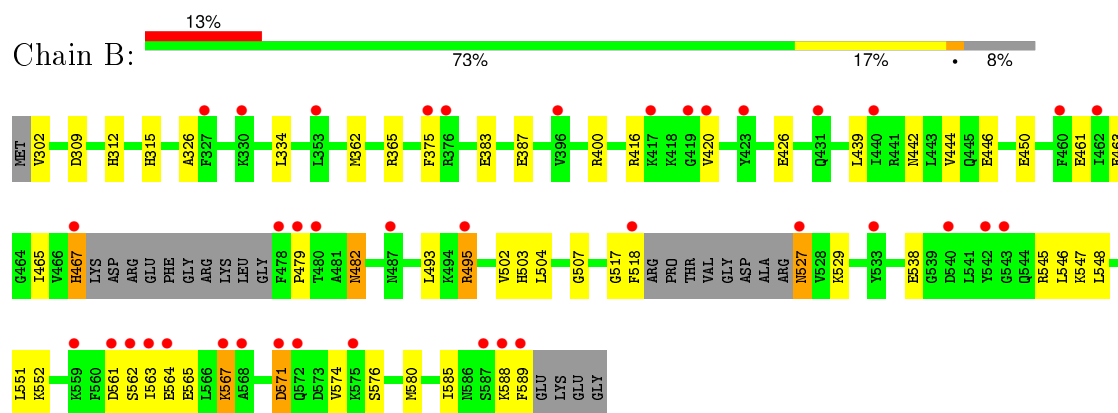 13%
Chain B:
73% 17% • 8%
MET V302 D309 H312 H315 A326 F327 K330 L334 L353 M362 R365 F375 R376 E383 E387 V396 R400 R416 K417 K418 G419 V420 Y423 E426 Q431 L439 I440 R441 N442 L443 V444 Q445 E446 E450 F460 E461 I462 E463
G464 I465 V466 H467 LYS ASP ARG GLU PHE GLY ARG LYS LEU GLY F478 P479 T480 A481 N482 N487 L493 K494 R495 V502 H503 L504 G507 G517 F518 ARG PRO THR VAL GLY ASP ALA ARG N527 V528 K529 Y533 E538 G539 D540 L541 Y542 G543 Q544 R545 L546 K547 L548
L551 K552 K559 F560 D561 S562 I563 E564 E565 L566 K567 A568 D571 Q572 D573 V574 K575 S576 M580 I585 N586 S587 K588 F589 GLU LYS GLU GLY